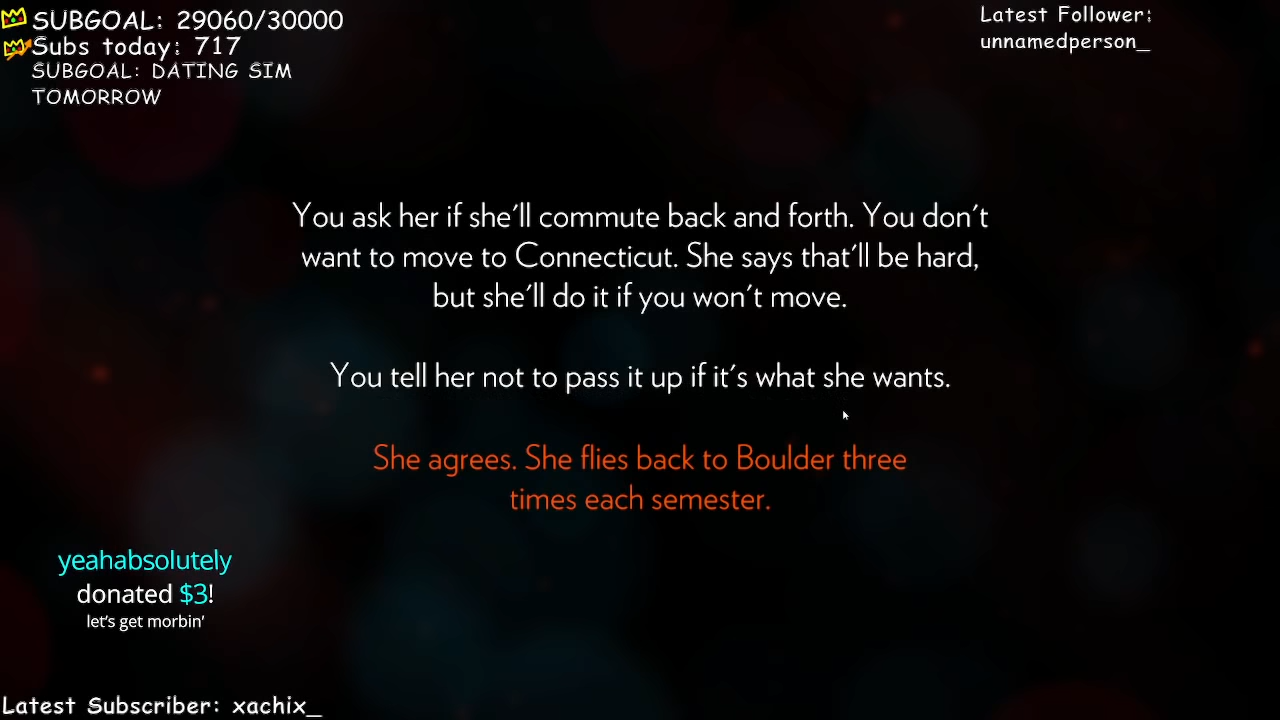 SUBGOAL: 29060/30000
Subs today: 717
SUBGOAL: DATING SIM
TOMORROW
Latest Follower:
unnamedperson_
You ask her if she'll commute back and forth. You don't
want to move to Connecticut. She says that'll be hard,
but she'll do it if you won't move.
You tell her not to pass it up if it's what she wants.
She agrees. She flies back to Boulder three
times each semester.
yeahabsolutely
donated $3!
let's get morbin'
Latest Subscriber: xachix_